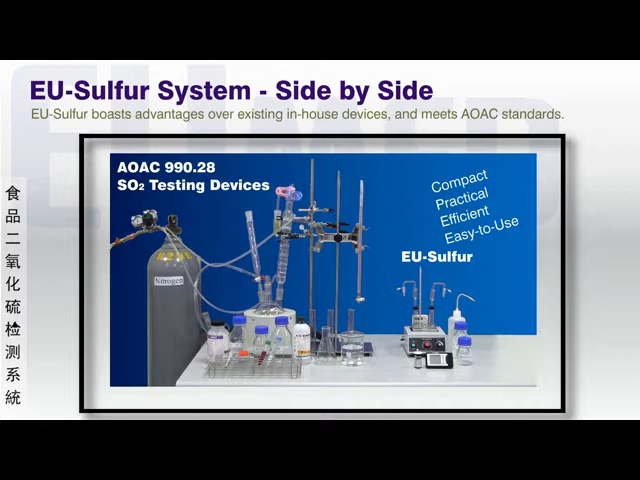 EU-Sulfur System - Side by Side
EU-Sulfur boasts advantages over existing in-house devices, and meets AOAC standards.
食品二氧化硫检测系統
AOAC 990.28
SO₂ Testing Devices
Compact
Practical
Efficient
Easy-to-Use
EU-Sulfur
Nitrogen